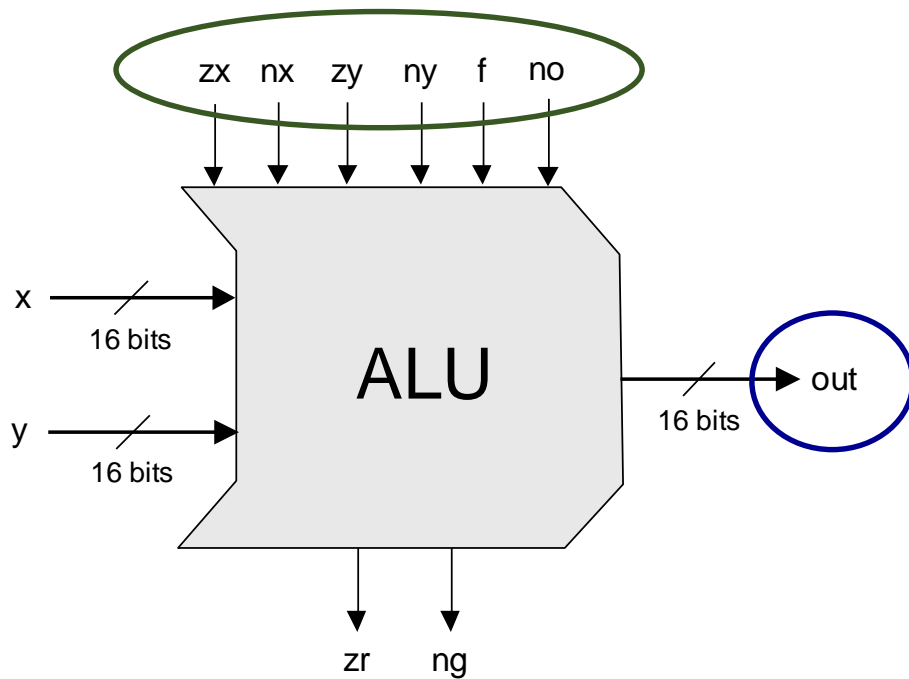 zx nx zy ny f no
x
16 bits
ALU
out
16 bits
y
16 bits
zr ng